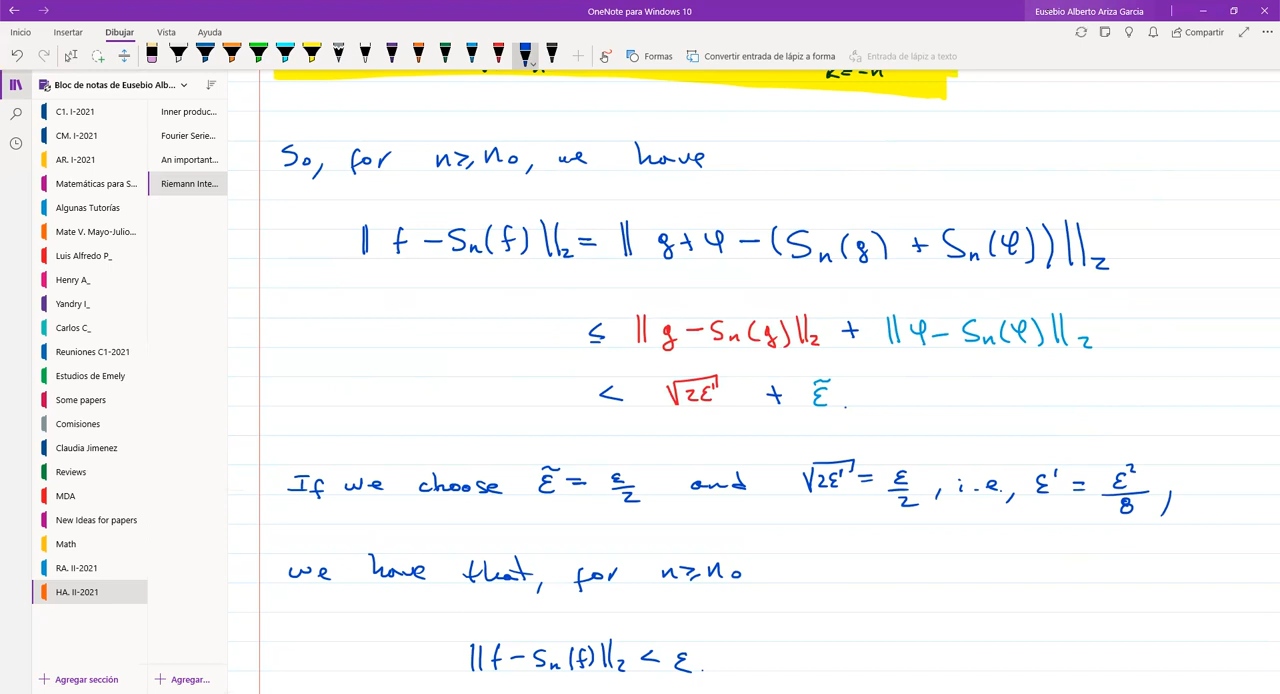 OneNote para Windows 10
Eusebio Alberto Ariza Garcia
Inicio Insertar Dibujar Vista Ayuda
Compartir
Formas Convertir entrada de lápiz a forma Entrada de lápiz a texto
Bloc de notas de Eusebio Alb...
C1. I-2021
CM. I-2021
AR. I-2021
Matemáticas para S...
Algunas Tutorías
Mate V. Mayo-Julio...
Luis Alfredo P_
Henry A_
Yandry I_
Carlos C_
Reuniones C1-2021
Estudios de Emely
Some papers
Comisiones
Claudia Jimenez
Reviews
MDA
New Ideas for papers
Math
RA. II-2021
HA. II-2021
Agregar sección
Inner produc...
Fourier Serie...
An important...
Riemann Inte...
Agregar...
k=-n
So, for n≥n₀, we have
‖f-Sₙ(f)‖₂ = ‖g+φ-(Sₙ(g)+Sₙ(φ))‖₂
≤ ‖g-Sₙ(g)‖₂ + ‖φ-Sₙ(φ)‖₂
< √2ε' + ε̃.
If we choose ε̃ = ε/2 and √2ε' = ε/2, i.e., ε' = ε²/8,
we have that, for n≥n₀
‖f-Sₙ(f)‖₂ < ε.